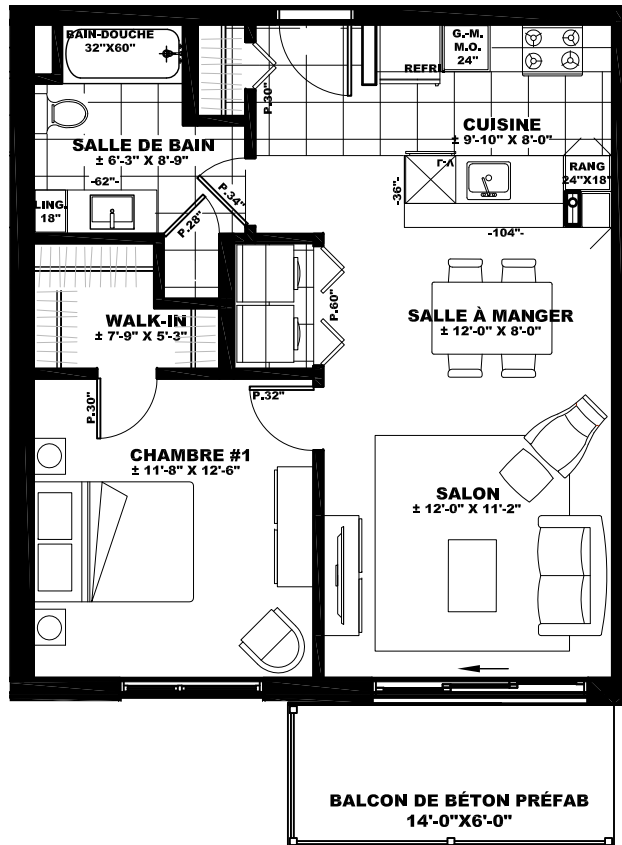 BAIN-DOUCHE
32"X60"
G.-M.
M.O.
24"
REFRI
P.30"
CUISINE
± 9'-10" X 8'-0"
SALLE DE BAIN
± 6'-3" X 8'-9"
-62"-
L-V
RANG
24"X18"
-36"-
P.34"
LING.
18"
P.28"
-104"-
P.60"
SALLE À MANGER
± 12'-0" X 8'-0"
WALK-IN
± 7'-9" X 5'-3"
P.30"
P.32"
CHAMBRE #1
± 11'-8" X 12'-6"
SALON
± 12'-0" X 11'-2"
BALCON DE BÉTON PRÉFAB
14'-0"X6'-0"